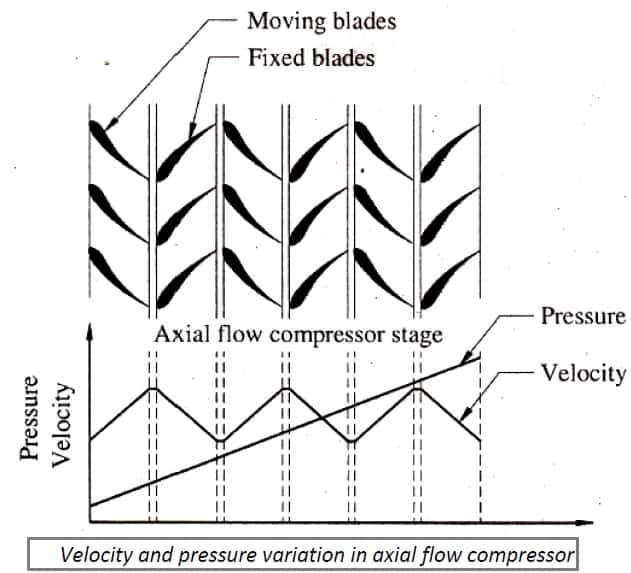 Moving blades
Fixed blades
Axial flow compressor stage
Pressure
Velocity
Pressure
Velocity
Velocity and pressure variation in axial flow compressor